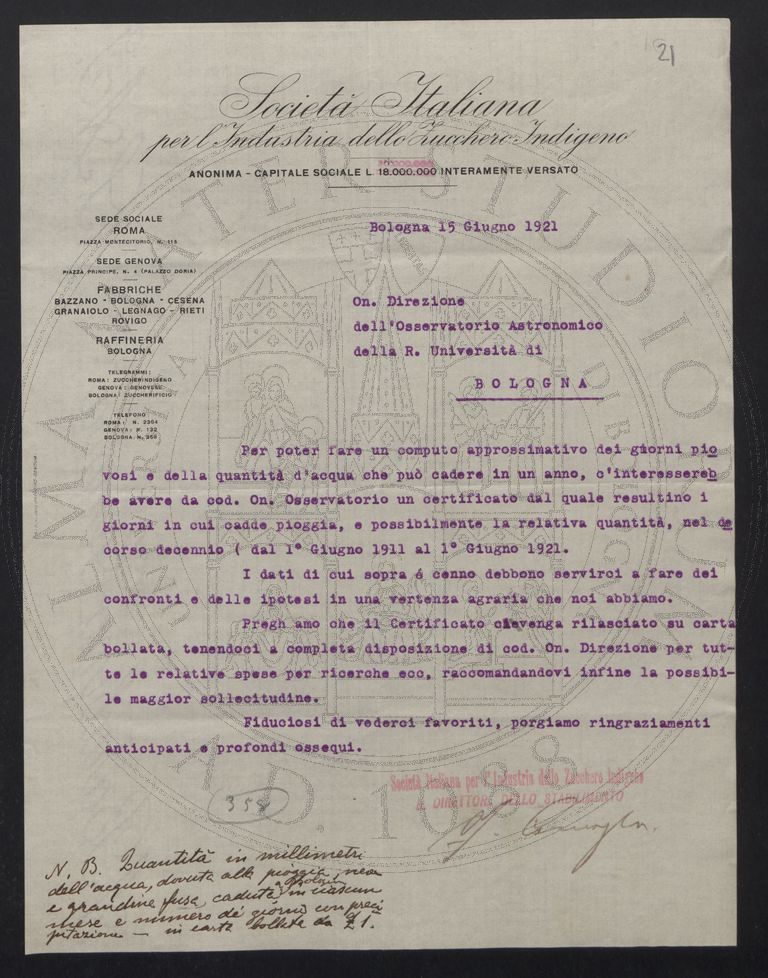 21
Società Italiana
per l'Industria dello Zucchero Indigeno
ANONIMA - CAPITALE SOCIALE L. 18.000.000 INTERAMENTE VERSATO
SEDE SOCIALE
ROMA
PIAZZA MONTECITORIO, N. 115
SEDE GENOVA
PIAZZA PRINCIPE, N. 4 (PALAZZO DORIA)
FABBRICHE
BAZZANO - BOLOGNA - CESENA
GRANAIOLO - LEGNAGO - RIETI
ROVIGO
RAFFINERIA
BOLOGNA
TELEGRAMMI:
ROMA: ZUCCHERINDIGENO
GENOVA: GENOVESE
BOLOGNA: ZUCCHERIFICIO
TELEFONO
ROMA: N. 2364
GENOVA: N. 132
BOLOGNA N. 368
Bologna 15 Giugno 1921
On. Direzione
dell'Osservatorio Astronomico
della R. Università di
BOLOGNA
Per poter fare un computo approssimativo dei giorni pio
vosi e della quantità d'acqua che può cadere in un anno, c'interessereb
be avere da cod. On. Osservatorio un certificato dal quale resultino i
giorni in cui cadde pioggia, e possibilmente la relativa quantità, nel de
corso decennio ( dal 1° Giugno 1911 al 1° Giugno 1921.
I dati di cui sopra é cenno debbono servirci a fare dei
confronti e delle ipotesi in una vertenza agraria che noi abbiamo.
Pregh amo che il Certificato cievenga rilasciato su carta
bollata, tenendoci a completa disposizione di cod. On. Direzione per tut-
te le relative spese per ricerche ecc, raccomandandovi infine la possibi-
le maggior sollecitudine.
Fiduciosi di vederci favoriti, porgiamo ringraziamenti
anticipati e profondi ossequi.
Società Italiana per l'Industria dello Zucchero Indigeno
IL DIRETTORE DELLO STABILIMENTO
358
N. B. Quantità in millimetri
dell'acqua, dovuta alla pioggia, neve
e grandine fusa caduta a Bologna in ciascun
mese e numero dei giorni con preci
pitazione — in carta bollata da £ 1.
ALMA MATER STUDIORUM
A.D. 1088